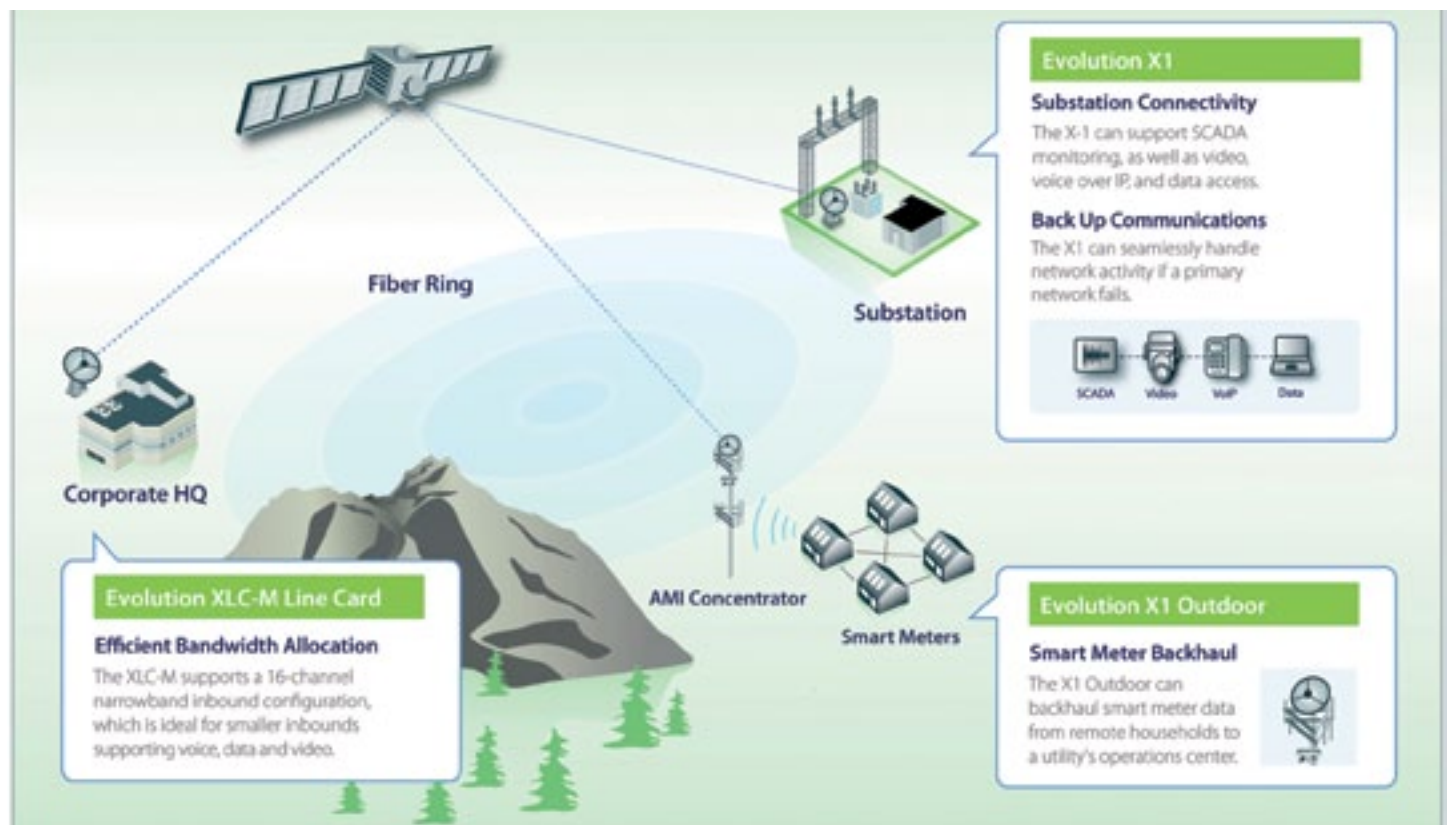 Evolution X1
Substation Connectivity
The X-1 can support SCADA
monitoring, as well as video,
voice over IP, and data access.
Back Up Communications
The X1 can seamlessly handle
network activity if a primary
network fails.
SCADA
Video
VoIP
Data
Fiber Ring
Substation
Corporate HQ
Evolution XLC-M Line Card
Efficient Bandwidth Allocation
The XLC-M supports a 16-channel
narrowband inbound configuration,
which is ideal for smaller inbounds
supporting voice, data and video.
AMI Concentrator
Smart Meters
Evolution X1 Outdoor
Smart Meter Backhaul
The X1 Outdoor can
backhaul smart meter data
from remote households to
a utility's operations center.